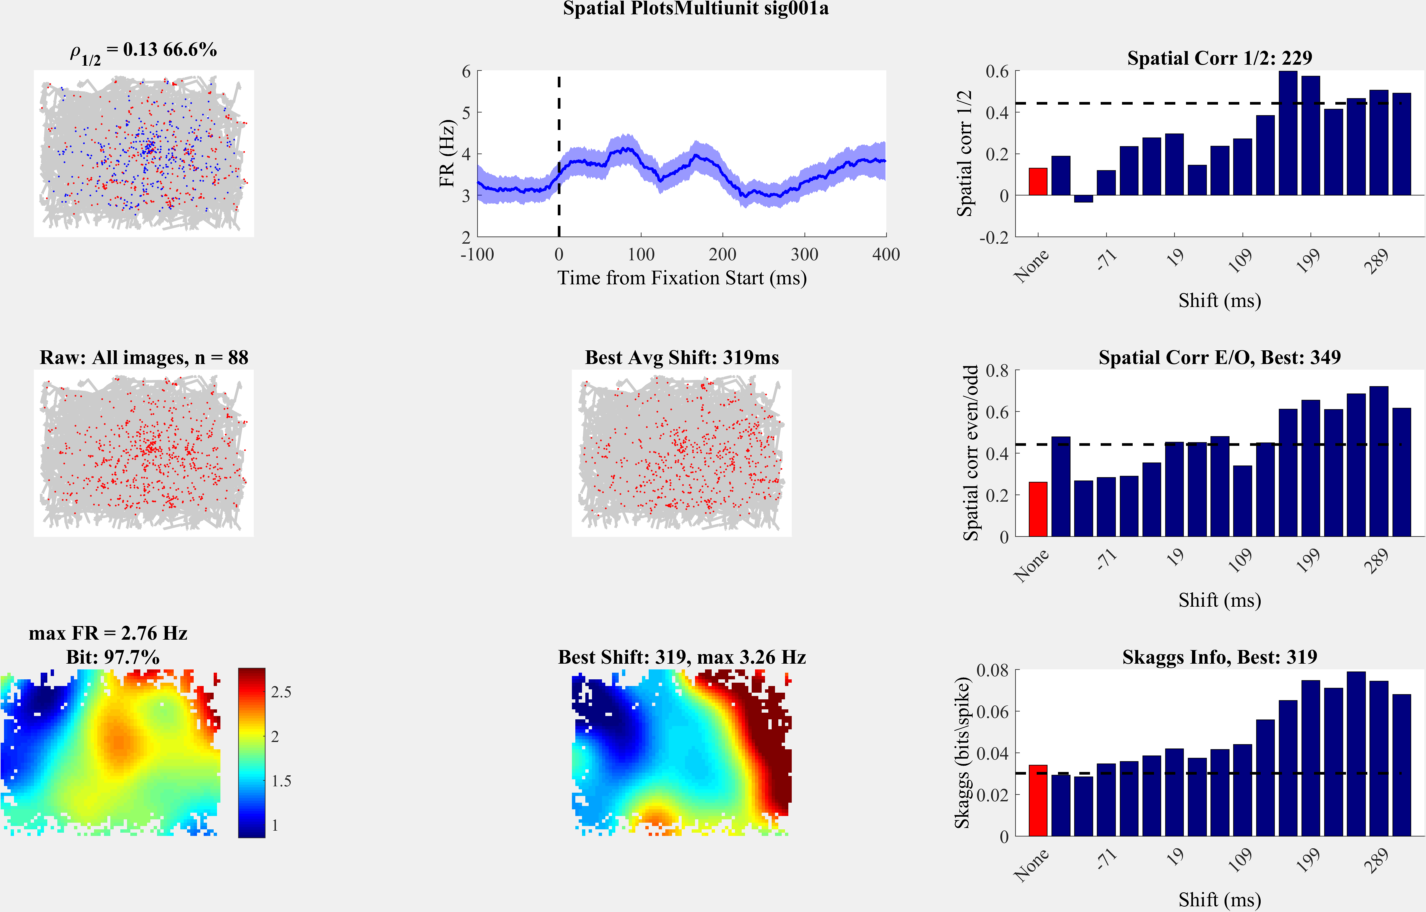 Spatial PlotsMultiunit sig001a
ρ1/2 = 0.13 66.6%
6
5
4
3
2
FR (Hz)
-100
0
100
200
300
400
Time from Fixation Start (ms)
Spatial Corr 1/2: 229
0.6
0.4
0.2
0
-0.2
Spatial corr 1/2
None
-71
19
109
199
289
Shift (ms)
Raw: All images, n = 88
Best Avg Shift: 319ms
Spatial Corr E/O, Best: 349
0.8
0.6
0.4
0.2
0
Spatial corr even/odd
None
-71
19
109
199
289
Shift (ms)
max FR = 2.76 Hz
Bit: 97.7%
2.5
2
1.5
1
Best Shift: 319, max 3.26 Hz
Skaggs Info, Best: 319
0.08
0.06
0.04
0.02
0
Skaggs (bits\spike)
None
-71
19
109
199
289
Shift (ms)